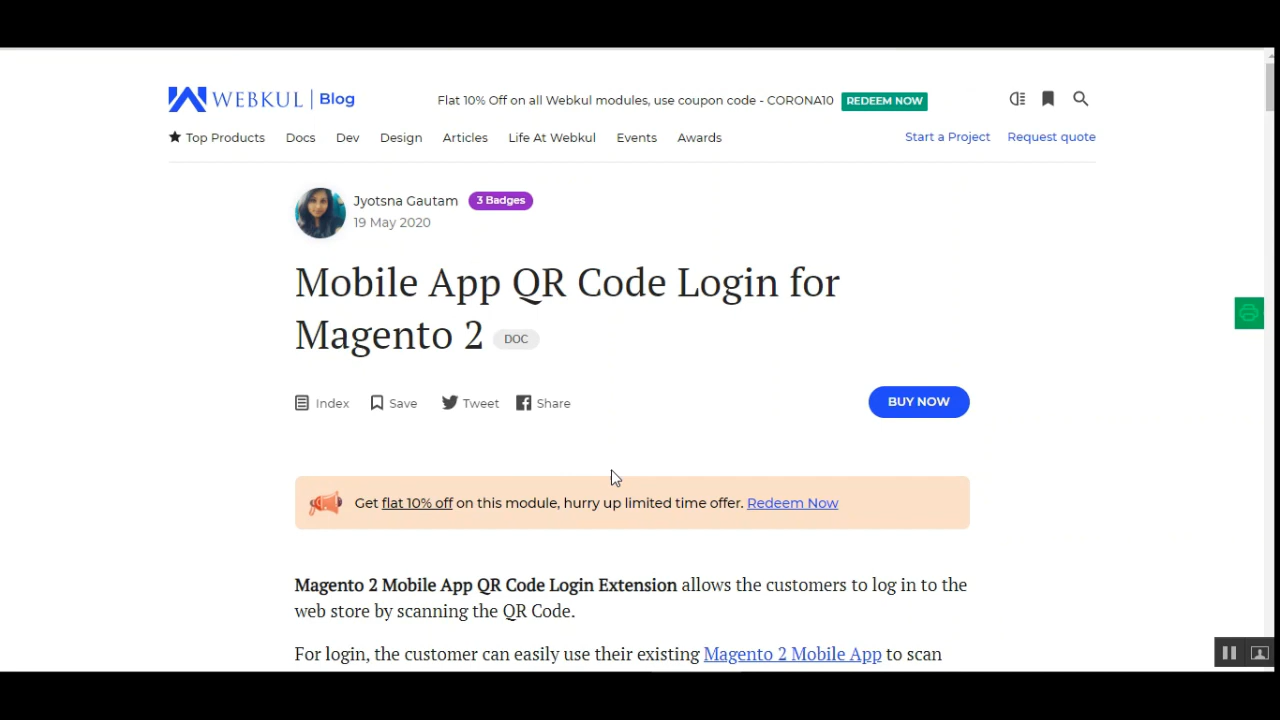 WEBKUL | Blog
Flat 10% Off on all Webkul modules, use coupon code - CORONA10 REDEEM NOW
Top Products Docs Dev Design Articles Life At Webkul Events Awards Start a Project Request quote
Jyotsna Gautam 3 Badges
19 May 2020
Mobile App QR Code Login for
Magento 2 DOC
Index Save Tweet Share BUY NOW
Get flat 10% off on this module, hurry up limited time offer. Redeem Now
Magento 2 Mobile App QR Code Login Extension allows the customers to log in to the
web store by scanning the QR Code.
For login, the customer can easily use their existing Magento 2 Mobile App to scan